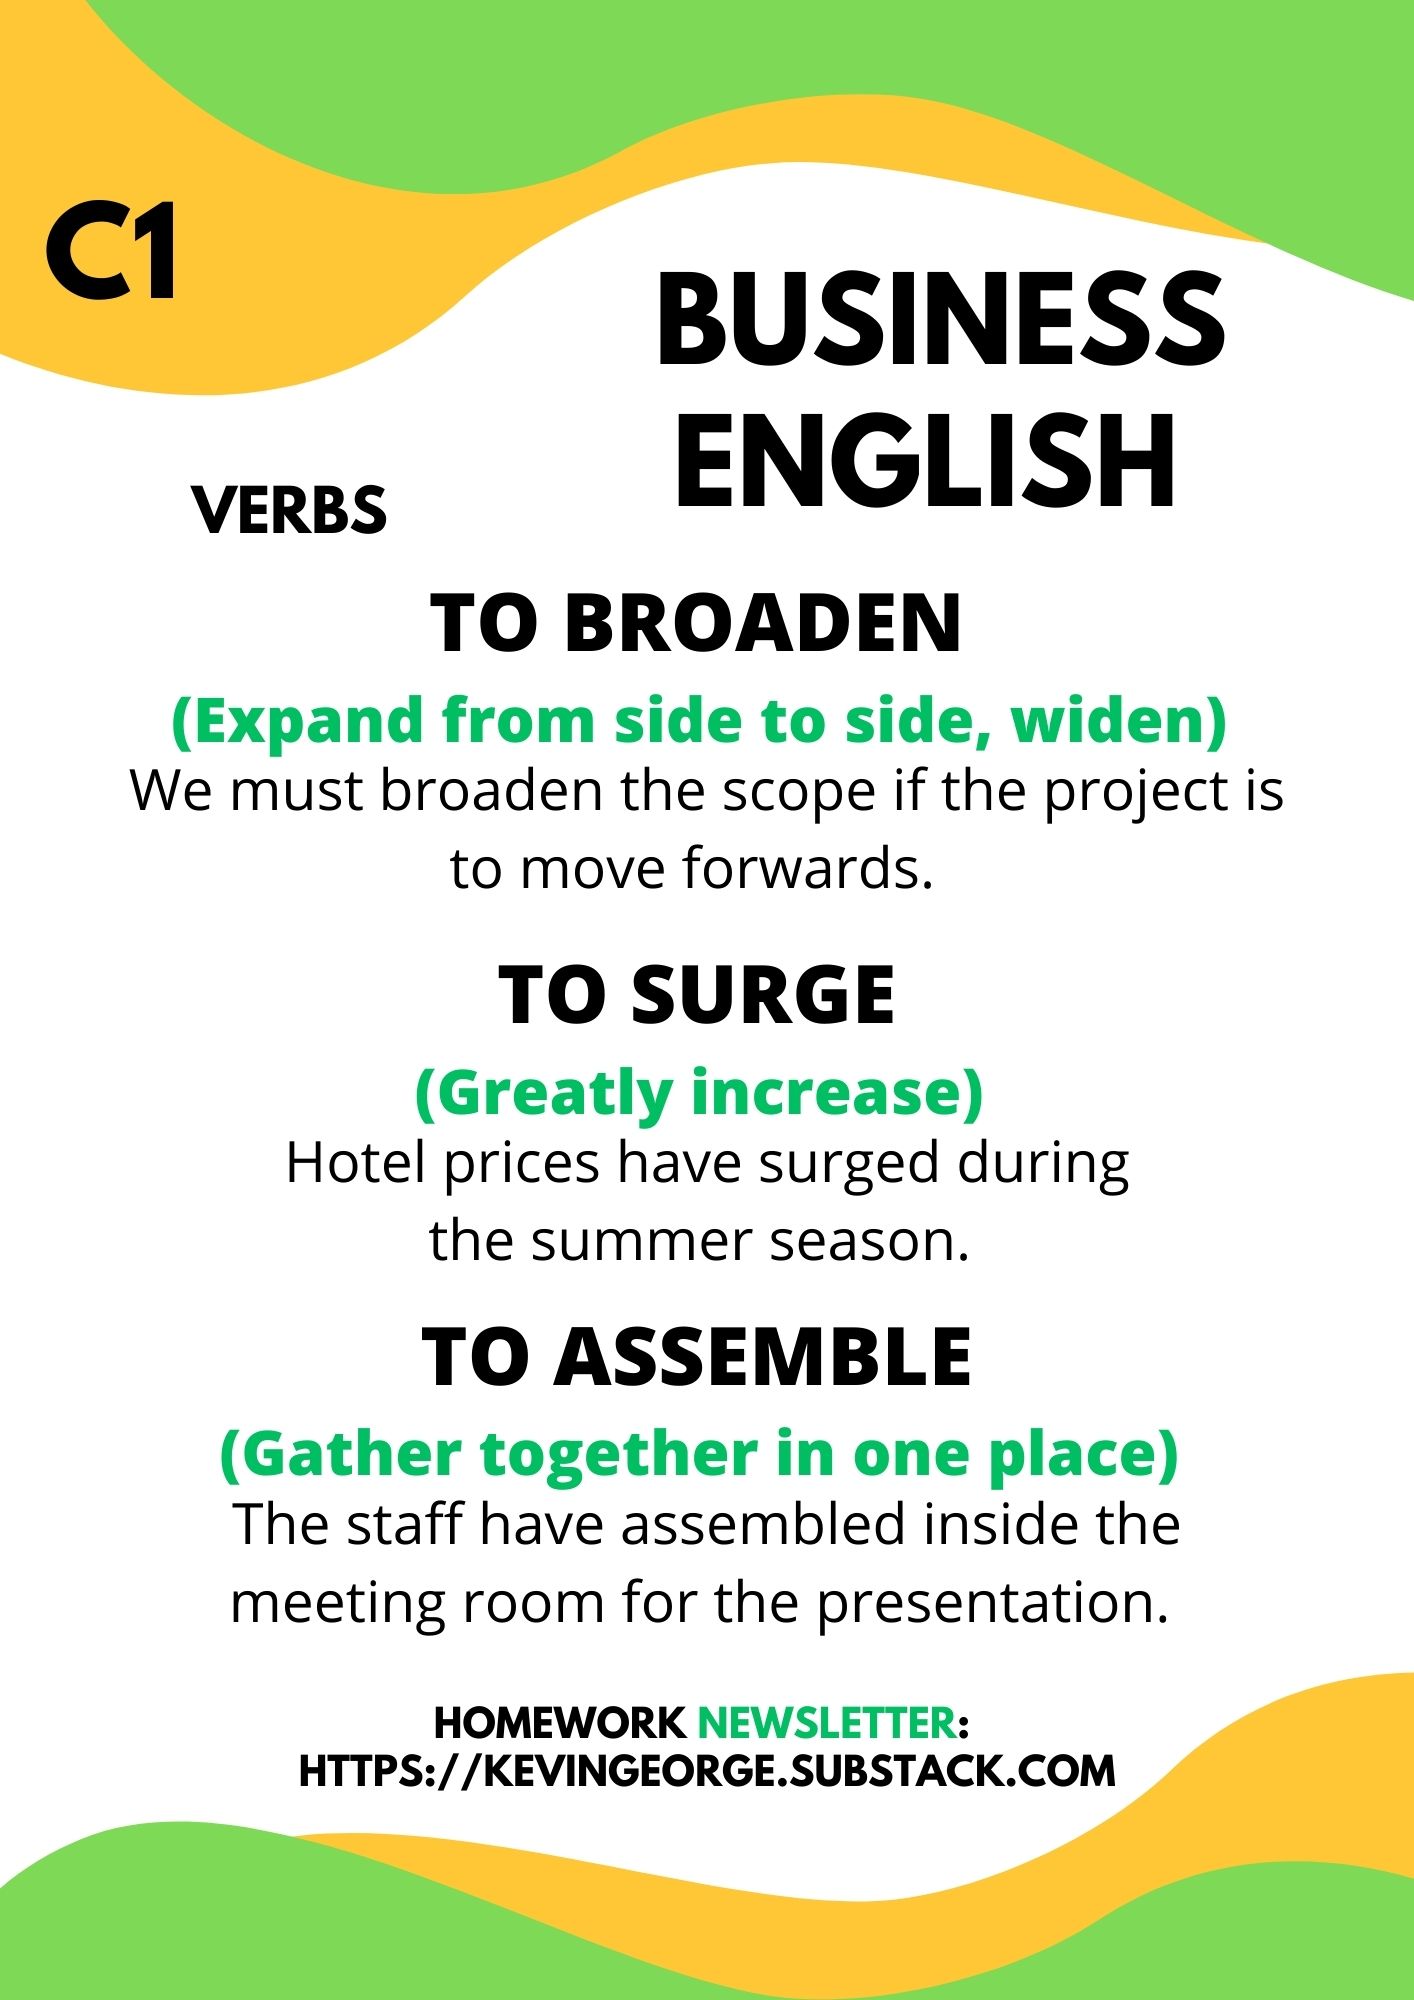 C1
BUSINESS
ENGLISH
VERBS
TO BROADEN
(Expand from side to side, widen)
We must broaden the scope if the project is
to move forwards.
TO SURGE
(Greatly increase)
Hotel prices have surged during
the summer season.
TO ASSEMBLE
(Gather together in one place)
The staff have assembled inside the
meeting room for the presentation.
HOMEWORK NEWSLETTER:
HTTPS://KEVINGEORGE.SUBSTACK.COM